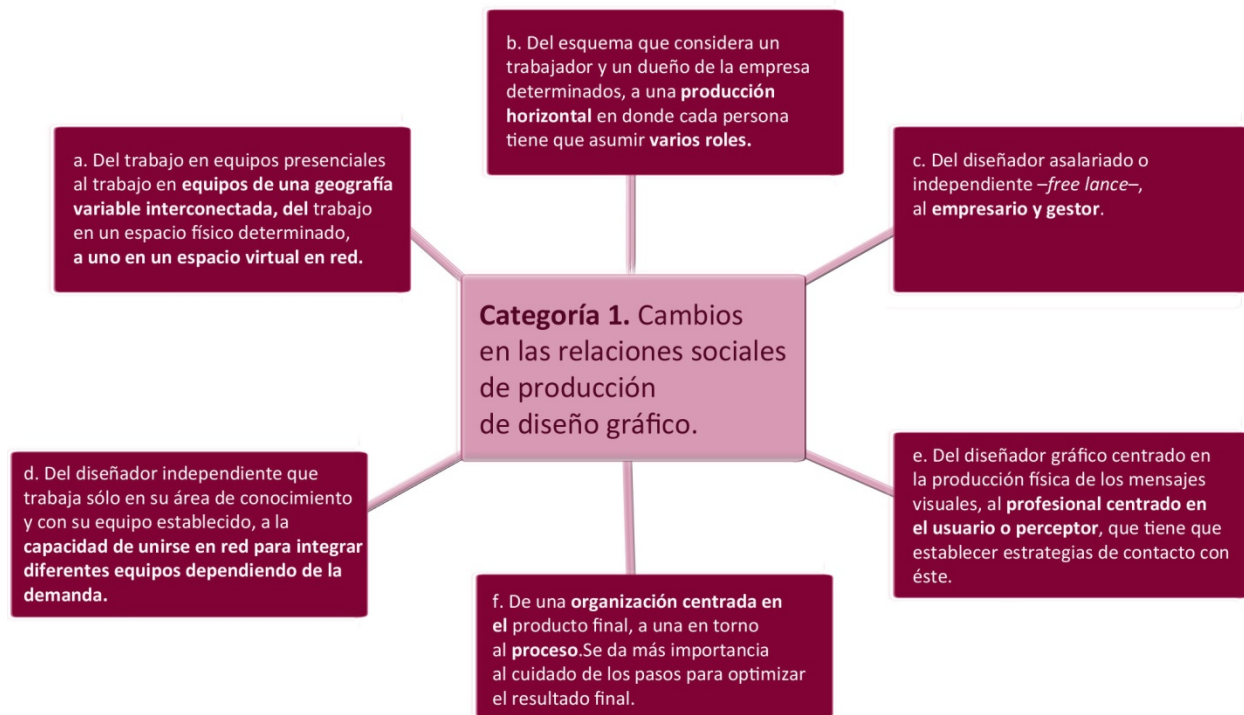 b. Del esquema que considera un
trabajador y un dueño de la empresa
determinados, a una producción
horizontal en donde cada persona
tiene que asumir varios roles.
a. Del trabajo en equipos presenciales
al trabajo en equipos de una geografía
variable interconectada, del trabajo
en un espacio físico determinado,
a uno en un espacio virtual en red.
c. Del diseñador asalariado o
independiente –free lance–,
al empresario y gestor.
Categoría 1. Cambios
en las relaciones sociales
de producción
de diseño gráfico.
d. Del diseñador independiente que
trabaja sólo en su área de conocimiento
y con su equipo establecido, a la
capacidad de unirse en red para integrar
diferentes equipos dependiendo de la
demanda.
e. Del diseñador gráfico centrado en
la producción física de los mensajes
visuales, al profesional centrado en
el usuario o perceptor, que tiene que
establecer estrategias de contacto con
éste.
f. De una organización centrada en
el producto final, a una en torno
al proceso.Se da más importancia
al cuidado de los pasos para optimizar
el resultado final.